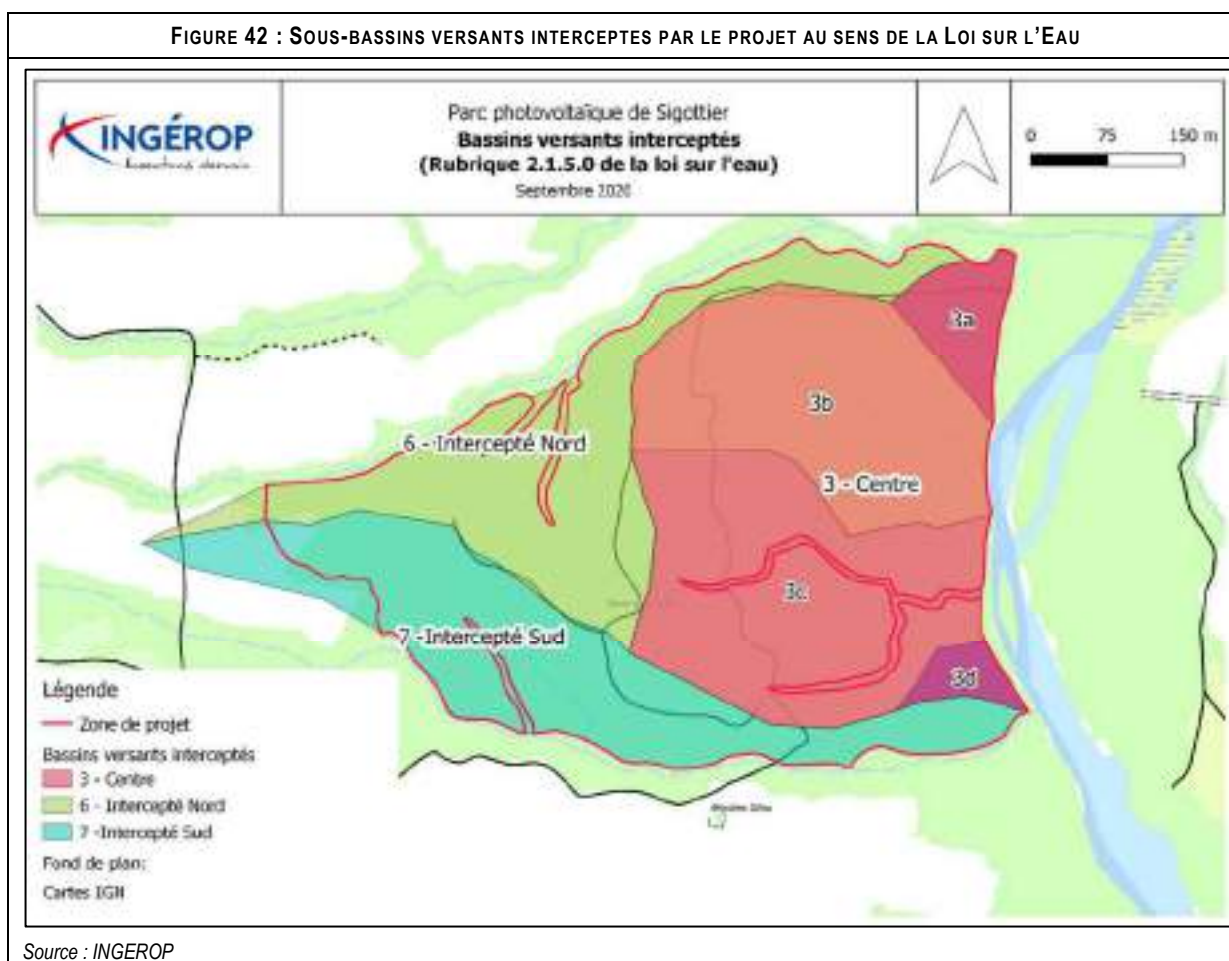 FIGURE 42 : SOUS-BASSINS VERSANTS INTERCEPTES PAR LE PROJET AU SENS DE LA LOI SUR L'EAU
INGÉROP
Parc photovoltaïque de Sigottier
Bassins versants interceptés
(Rubrique 2.1.5.0 de la loi sur l'eau)
Septembre 2020
0 75 150 m
3a
3b
6 - Intercepté Nord
3 - Centre
3c
7 -Intercepté Sud
3d
Légende
Zone de projet
Bassins versants interceptés
3 - Centre
6 - Intercepté Nord
7 -Intercepté Sud
Fond de plan:
Cartes IGN
Source : INGEROP